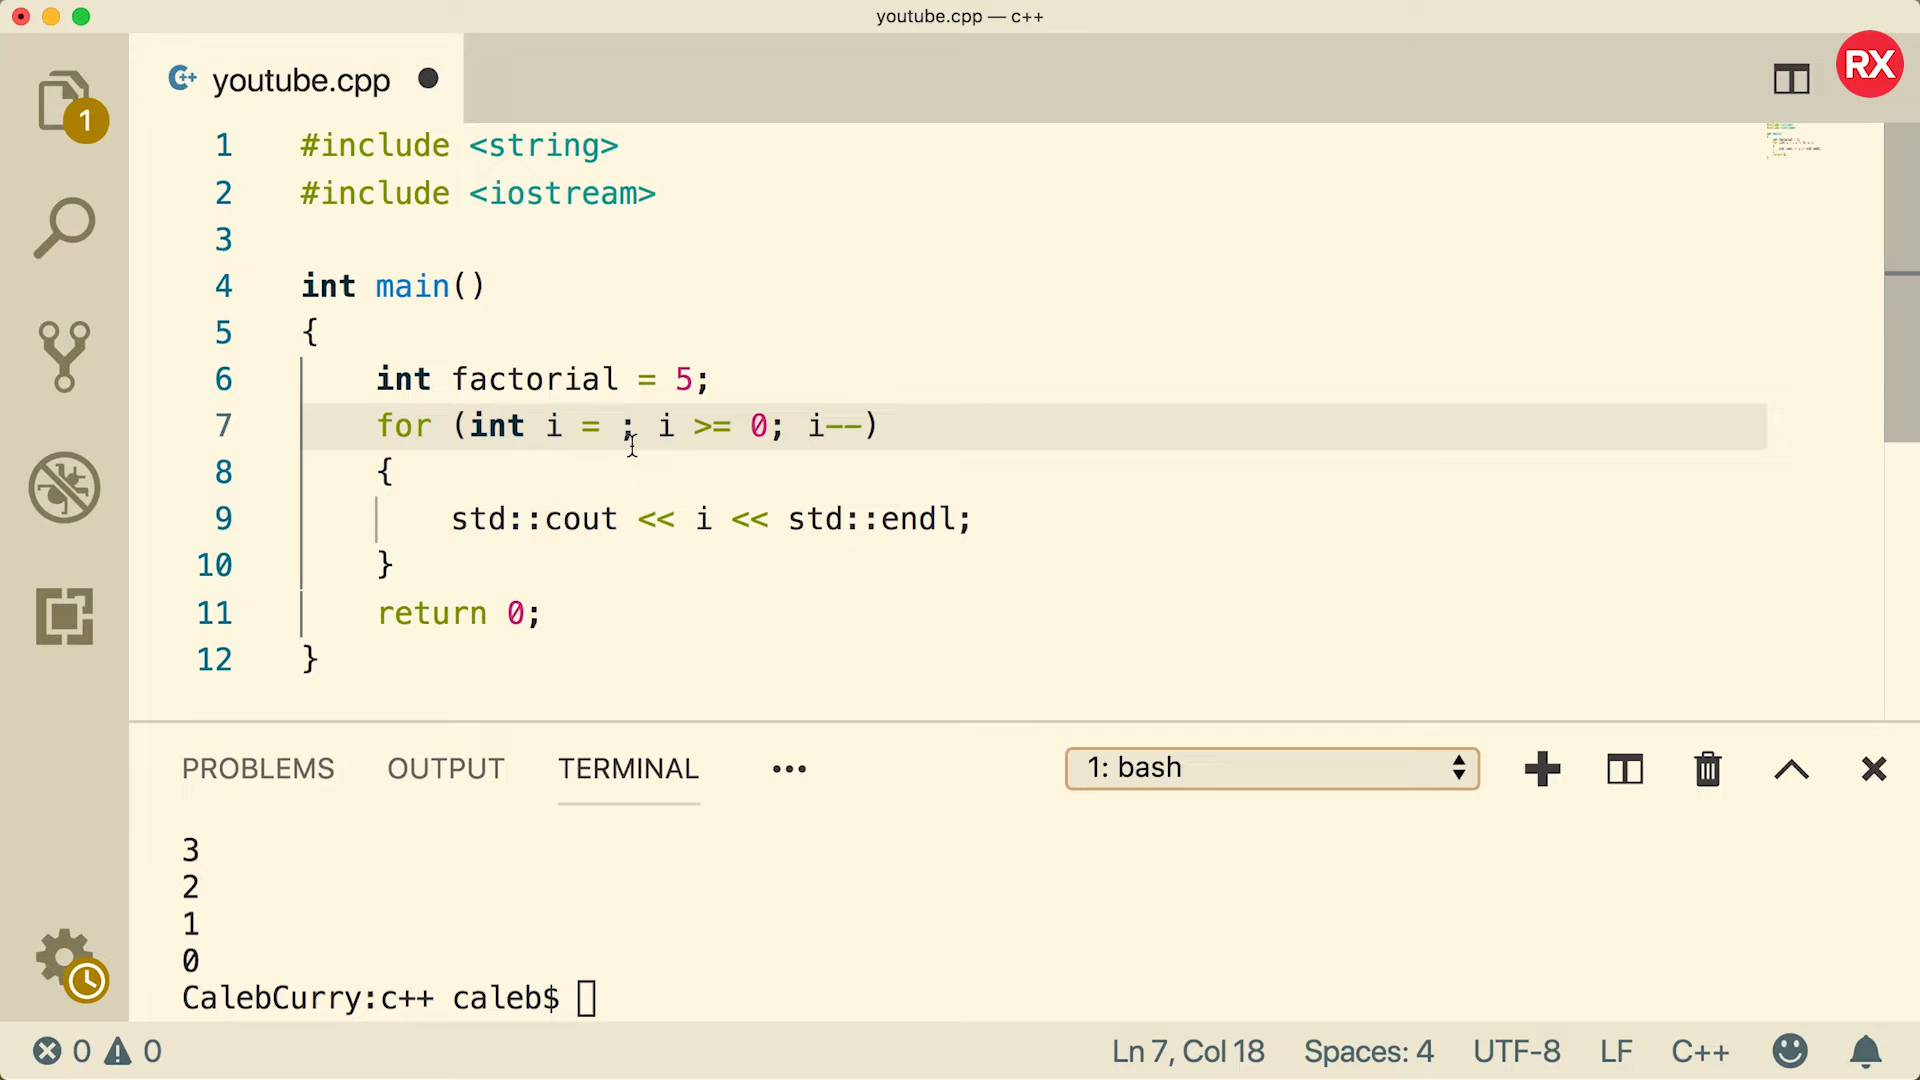 youtube.cpp — c++
RX
1
youtube.cpp
1 #include <string>
2 #include <iostream>
3
4 int main()
5 {
6 int factorial = 5;
7 for (int i = ; i >= 0; i--)
8 {
9 std::cout << i << std::endl;
10 }
11 return 0;
12 }
PROBLEMS OUTPUT TERMINAL ••• 1: bash
3
2
1
0
CalebCurry:c++ caleb$
0 0 Ln 7, Col 18 Spaces: 4 UTF-8 LF C++